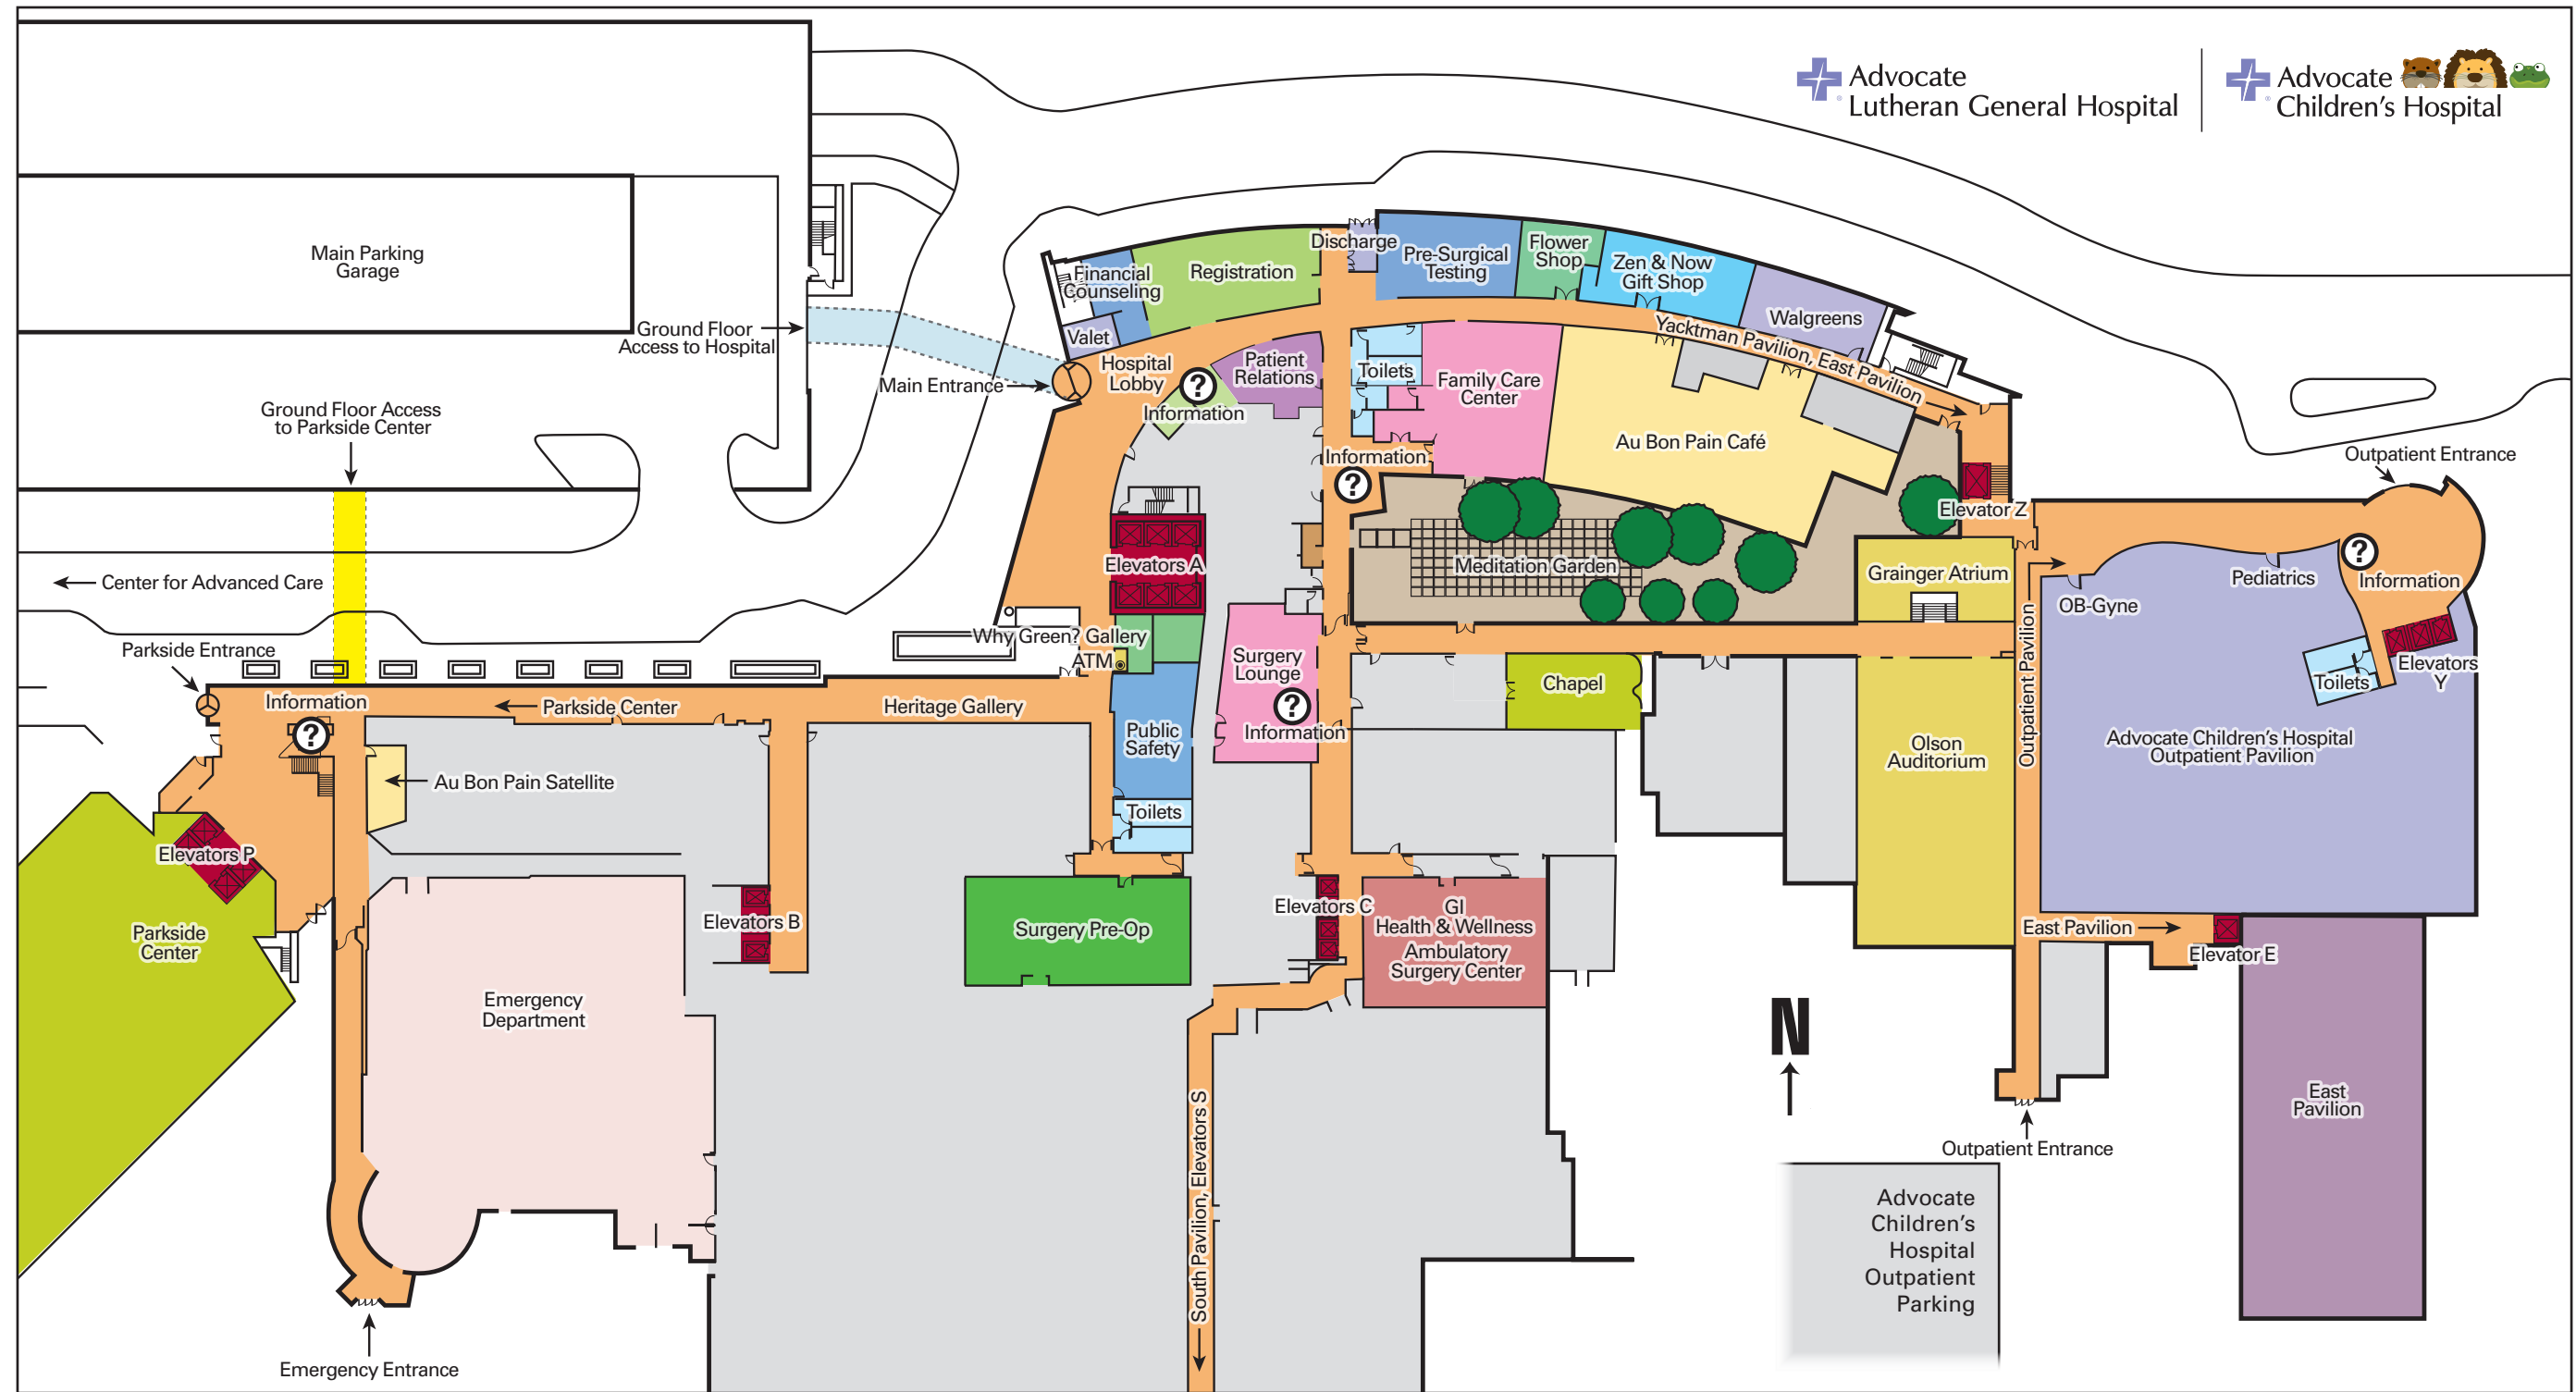 Advocate
Lutheran General Hospital
Advocate
Children's Hospital
Main Parking
Garage
Ground Floor
Access to Hospital
Main Entrance
Ground Floor Access
to Parkside Center
Center for Advanced Care
Parkside Entrance
Financial
Counseling
Valet
Registration
Discharge
Pre-Surgical
Testing
Flower
Shop
Zen & Now
Gift Shop
Walgreens
Yacktman Pavilion, East Pavilion
Hospital
Lobby
?
Information
Patient
Relations
Toilets
Family Care
Center
Au Bon Pain Café
Information
?
Outpatient Entrance
Elevator Z
Elevators A
Meditation Garden
Grainger Atrium
OB-Gyne
Pediatrics
?
Information
Elevators
Y
Toilets
Why Green? Gallery
ATM
Surgery
Lounge
?
Information
Chapel
Information
?
Parkside Center
Heritage Gallery
Public
Safety
Olson
Auditorium
Outpatient Pavilion
Advocate Children's Hospital
Outpatient Pavilion
Au Bon Pain Satellite
Toilets
Elevators P
Parkside
Center
Elevators B
Surgery Pre-Op
Elevators C
GI
Health & Wellness
Ambulatory
Surgery Center
East Pavilion
Elevator E
Emergency
Department
N
East
Pavilion
Outpatient Entrance
South Pavilion, Elevators S
Advocate
Children's
Hospital
Outpatient
Parking
Emergency Entrance